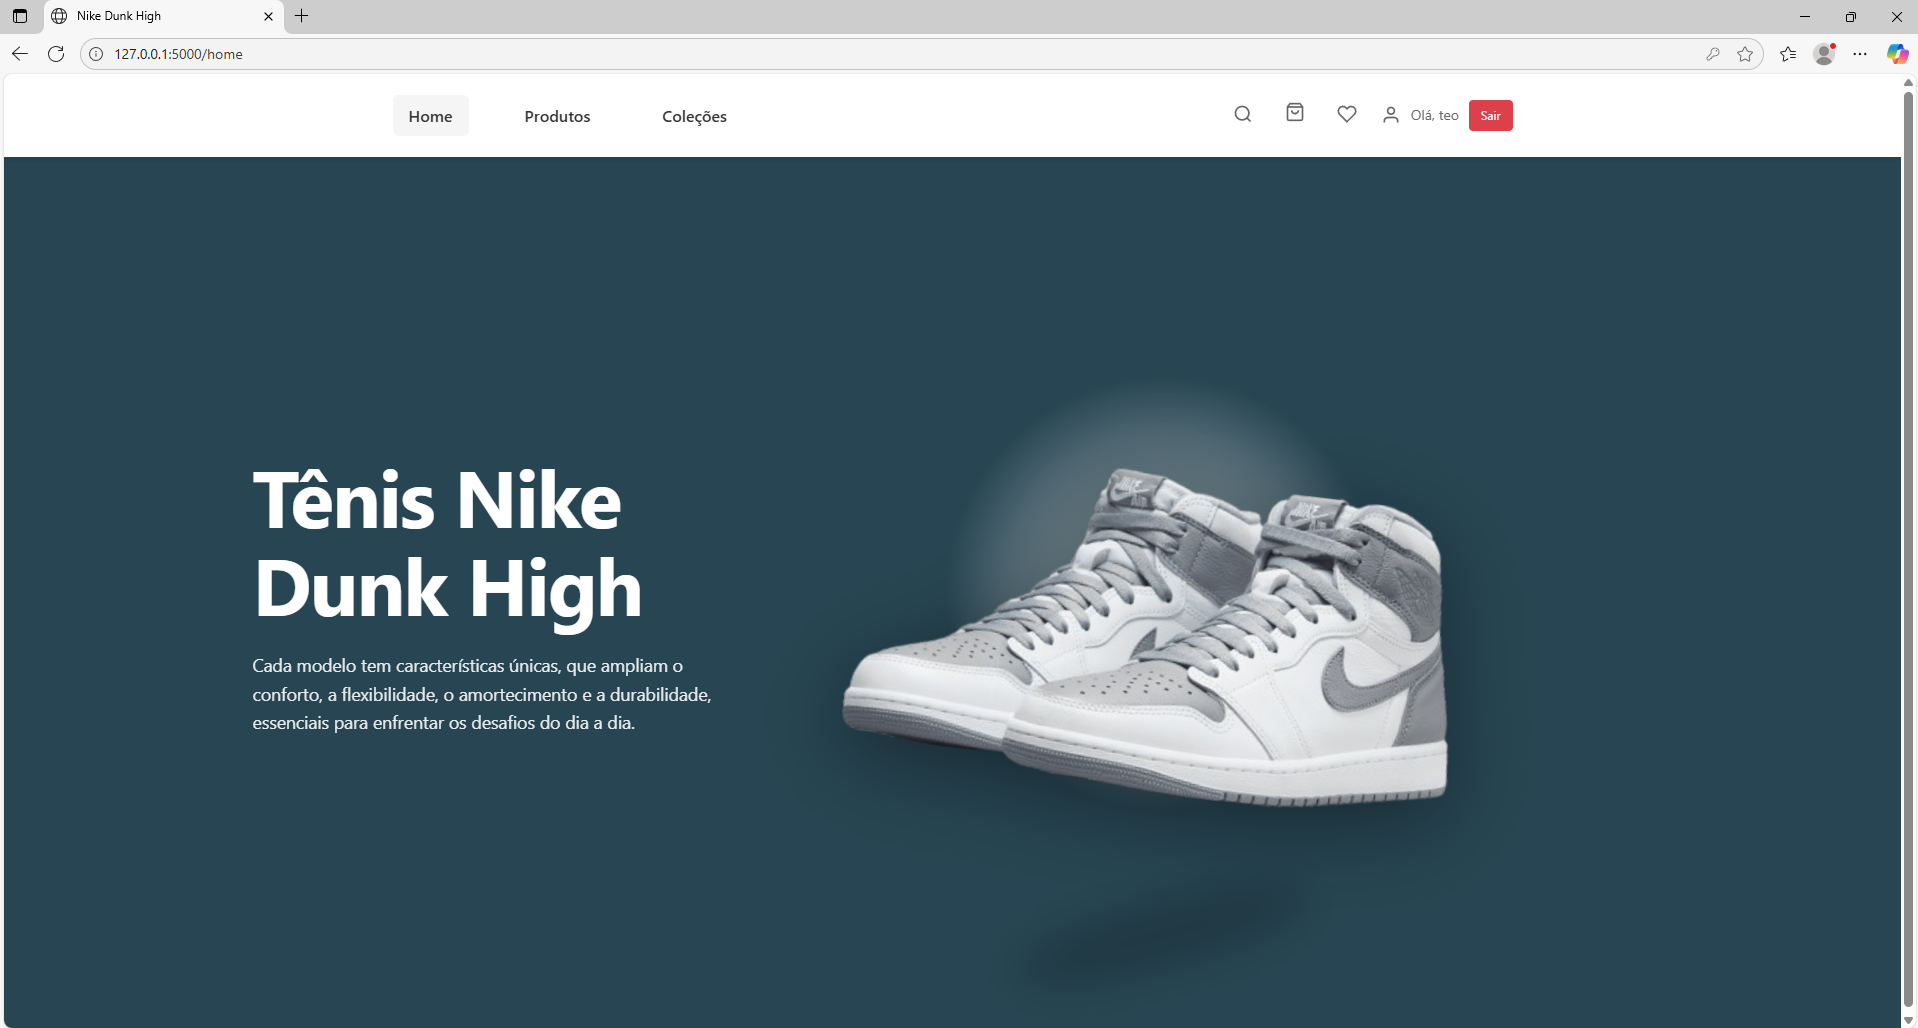 Nike Dunk High
127.0.0.1:5000/home
Home
Produtos
Coleções
Olá, teo
Sair
Tênis Nike
Dunk High
Cada modelo tem características únicas, que ampliam o
conforto, a flexibilidade, o amortecimento e a durabilidade,
essenciais para enfrentar os desafios do dia a dia.